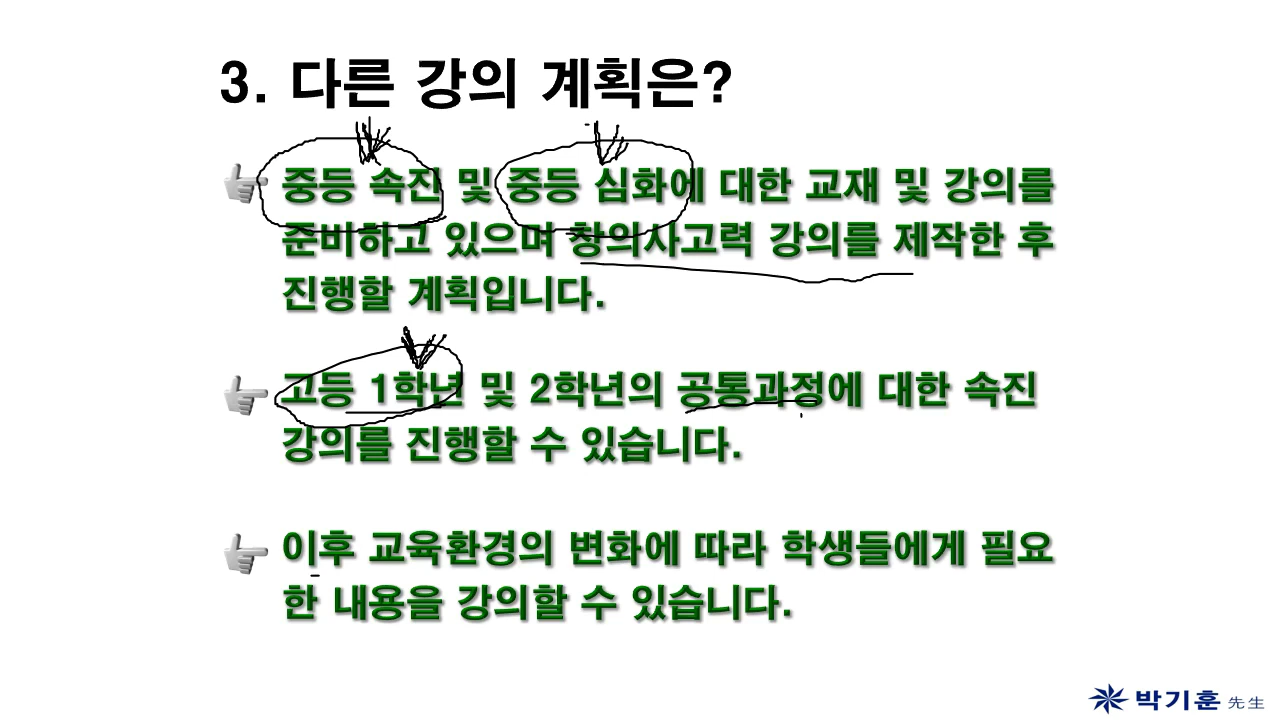 3. 다른 강의 계획은?
중등 속진 및 중등 심화에 대한 교재 및 강의를
준비하고 있으며 창의사고력 강의를 제작한 후
진행할 계획입니다.
고등 1학년 및 2학년의 공통과정에 대한 속진
강의를 진행할 수 있습니다.
이후 교육환경의 변화에 따라 학생들에게 필요
한 내용을 강의할 수 있습니다.
박기훈 先生